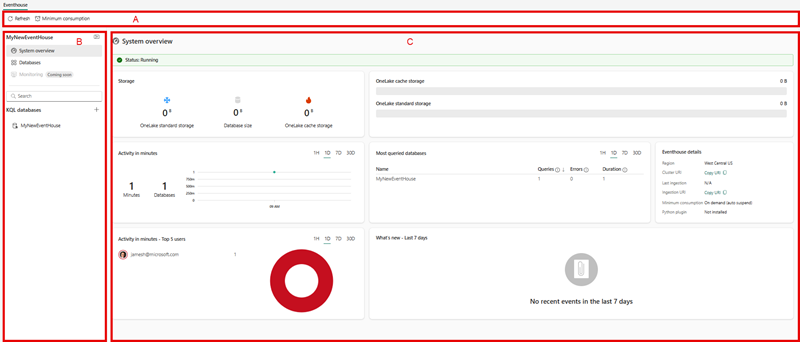 Eventhouse
Refresh Minimum consumption
A
MyNewEventHouse
B
System overview
Databases
Monitoring Coming soon
Search
KQL databases +
MyNewEventHouse
System overview
C
Status: Running
Storage
0 B 0 B 0 B
OneLake standard storage Database size OneLake cache storage
OneLake cache storage 0 B
OneLake standard storage 0 B
Activity in minutes 1H 1D 7D 30D
1 1
Minutes Databases
1
750m
500m
250m
0
09 AM
Most queried databases 1H 1D 7D 30D
Name Queries ↓ Errors Duration
MyNewEventHouse 1 0 1
Eventhouse details
Region West Central US
Cluster URI Copy URI
Last ingestion N/A
Ingestion URI Copy URI
Minimum consumption On demand (auto suspend)
Python plugin Not installed
Activity in minutes - Top 5 users 1H 1D 7D 30D
jamesh@microsoft.com 1
What's new - Last 7 days
No recent events in the last 7 days